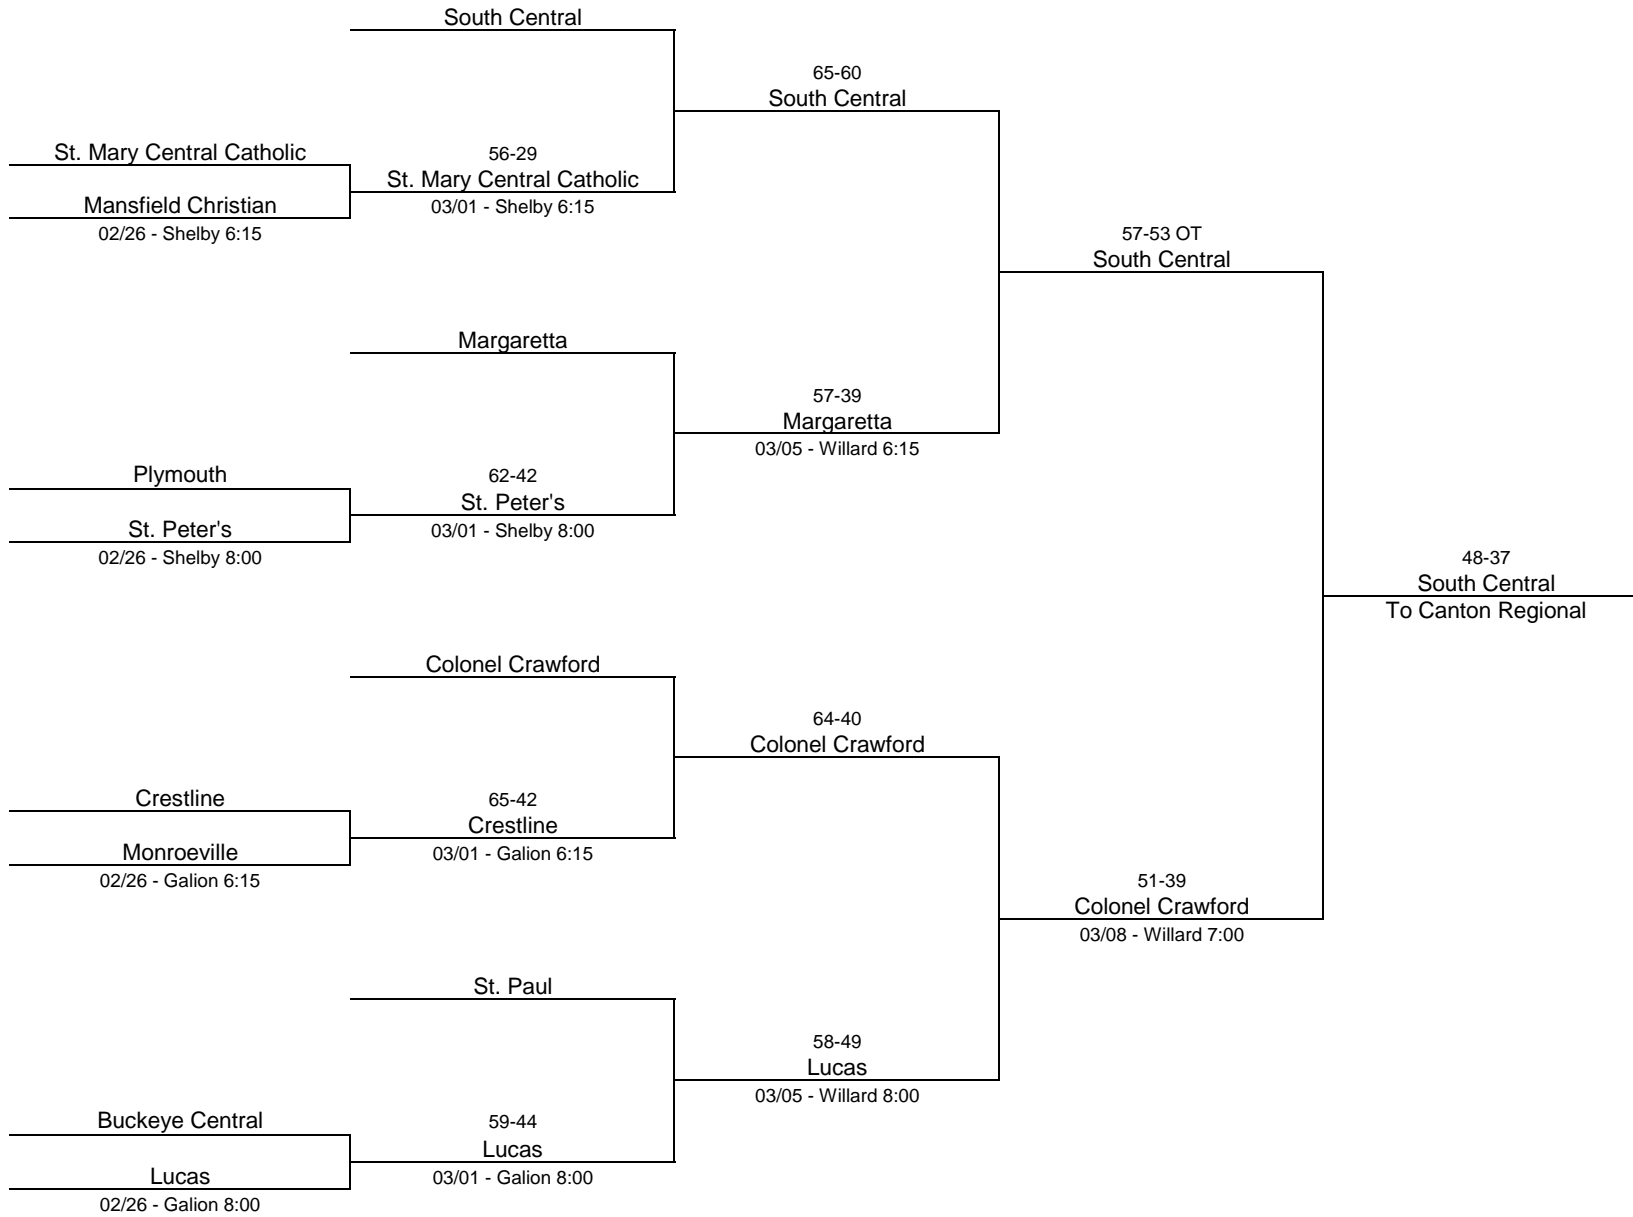 South Central
65-60
South Central
St. Mary Central Catholic
56-29
St. Mary Central Catholic
Mansfield Christian
03/01 - Shelby 6:15
02/26 - Shelby 6:15
57-53 OT
South Central
Margaretta
57-39
Margaretta
03/05 - Willard 6:15
Plymouth
62-42
St. Peter's
St. Peter's
03/01 - Shelby 8:00
02/26 - Shelby 8:00
48-37
South Central
To Canton Regional
Colonel Crawford
64-40
Colonel Crawford
Crestline
65-42
Crestline
Monroeville
03/01 - Galion 6:15
02/26 - Galion 6:15
51-39
Colonel Crawford
03/08 - Willard 7:00
St. Paul
58-49
Lucas
03/05 - Willard 8:00
Buckeye Central
59-44
Lucas
Lucas
03/01 - Galion 8:00
02/26 - Galion 8:00